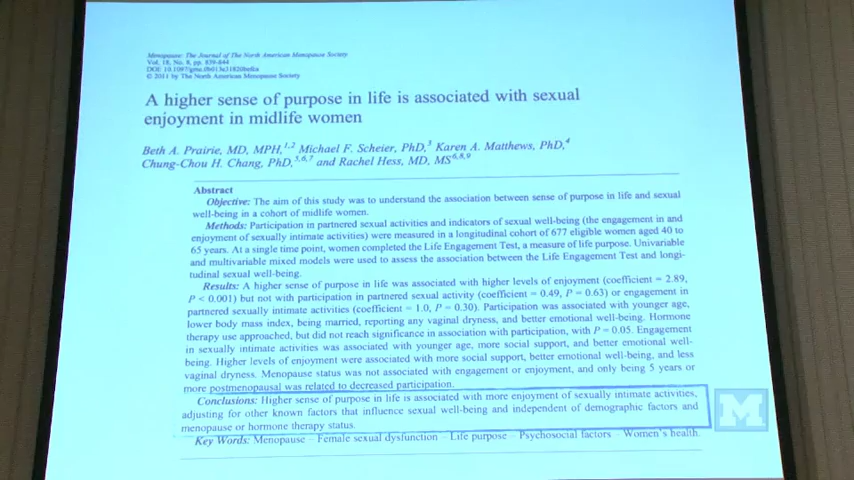 Menopause: The Journal of The North American Menopause Society
Vol. 18, No. 8, pp. 839-844
© 2011 by The North American Menopause Society
A higher sense of purpose in life is associated with sexual
enjoyment in midlife women
Beth A. Prairie, MD, MPH,1,2 Michael F. Scheier, PhD,3 Karen A. Matthews, PhD,4
Chung-Chou H. Chang, PhD,5,6,7 and Rachel Hess, MD, MS6,8,9
Abstract
Objective: The aim of this study was to understand the association between sense of purpose in life and sexual
well-being in a cohort of midlife women.
Methods: Participation in partnered sexual activities and indicators of sexual well-being (the engagement in and
enjoyment of sexually intimate activities) were measured in a longitudinal cohort of 677 eligible women aged 40 to
65 years. At a single time point, women completed the Life Engagement Test, a measure of life purpose. Univariable
and multivariable mixed models were used to assess the association between the Life Engagement Test and longi-
tudinal sexual well-being.
Results: A higher sense of purpose in life was associated with higher levels of enjoyment (coefficient = 2.89,
P < 0.001) but not with participation in partnered sexual activity (coefficient = 0.49, P = 0.63) or engagement in
partnered sexually intimate activities (coefficient = 1.0, P = 0.30). Participation was associated with younger age,
lower body mass index, being married, reporting any vaginal dryness, and better emotional well-being. Hormone
therapy use approached, but did not reach significance in association with participation, with P = 0.05. Engagement
in sexually intimate activities was associated with younger age, more social support, and better emotional well-
being. Higher levels of enjoyment were associated with more social support, better emotional well-being, and less
vaginal dryness. Menopause status was not associated with engagement or enjoyment, and only being 5 years or
more postmenopausal was related to decreased participation.
Conclusions: Higher sense of purpose in life is associated with more enjoyment of sexually intimate activities,
adjusting for other known factors that influence sexual well-being and independent of demographic factors and
menopause or hormone therapy status.
Key Words: Menopause – Female sexual dysfunction – Life purpose – Psychosocial factors – Women's health.
M